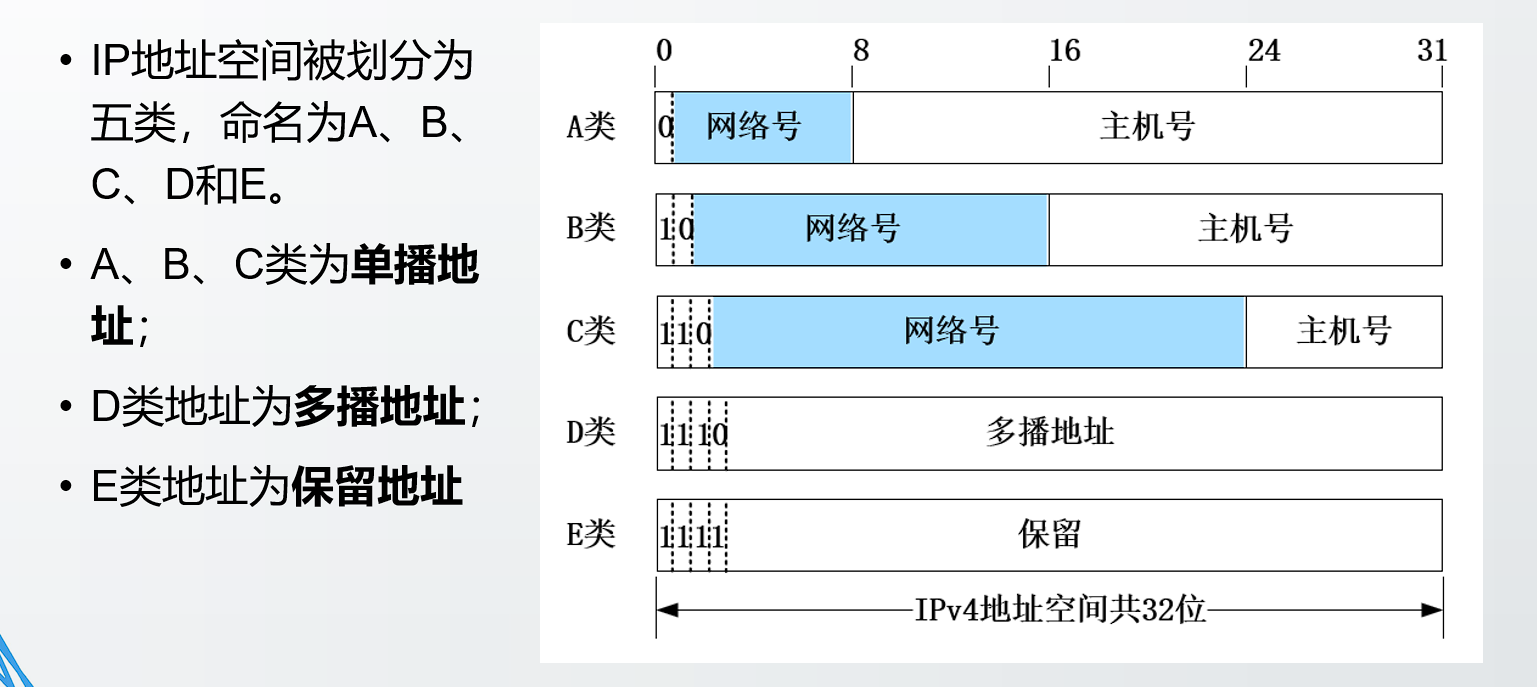 • IP地址空间被划分为
五类，命名为A、B、
C、D和E。
• A、B、C类为单播地
址；
• D类地址为多播地址；
• E类地址为保留地址
0 8 16 24 31
A类 0 网络号 主机号
B类 1 0 网络号 主机号
C类 1 1 0 网络号 主机号
D类 1 1 1 0 多播地址
E类 1 1 1 1 保留
IPv4地址空间共32位